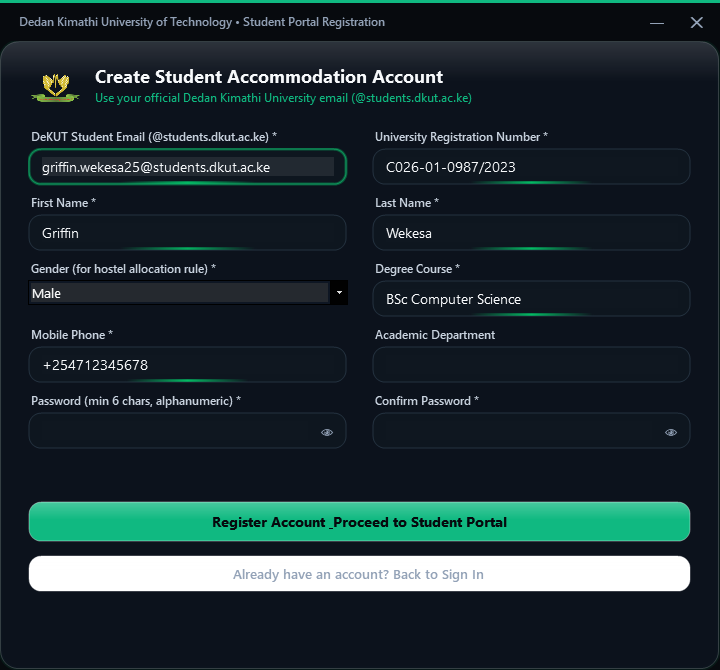 Dedan Kimathi University of Technology • Student Portal Registration
Create Student Accommodation Account
Use your official Dedan Kimathi University email (@students.dkut.ac.ke)
DeKUT Student Email (@students.dkut.ac.ke) *
University Registration Number *
griffin.wekesa25@students.dkut.ac.ke
C026-01-0987/2023
First Name *
Last Name *
Griffin
Wekesa
Gender (for hostel allocation rule) *
Degree Course *
Male
BSc Computer Science
Mobile Phone *
Academic Department
+254712345678
Password (min 6 chars, alphanumeric) *
Confirm Password *
Register Account _Proceed to Student Portal
Already have an account? Back to Sign In